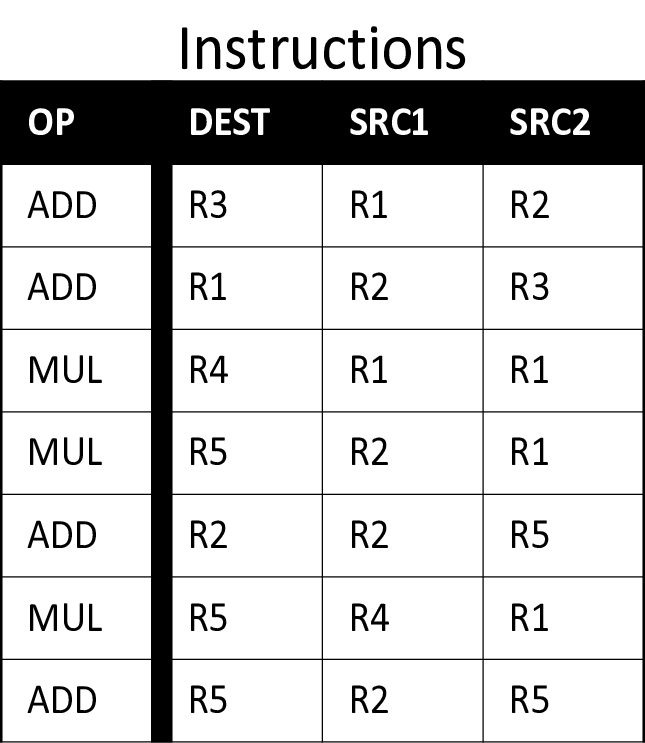 Instructions
OP DEST SRC1 SRC2
ADD R3 R1 R2
ADD R1 R2 R3
MUL R4 R1 R1
MUL R5 R2 R1
ADD R2 R2 R5
MUL R5 R4 R1
ADD R5 R2 R5